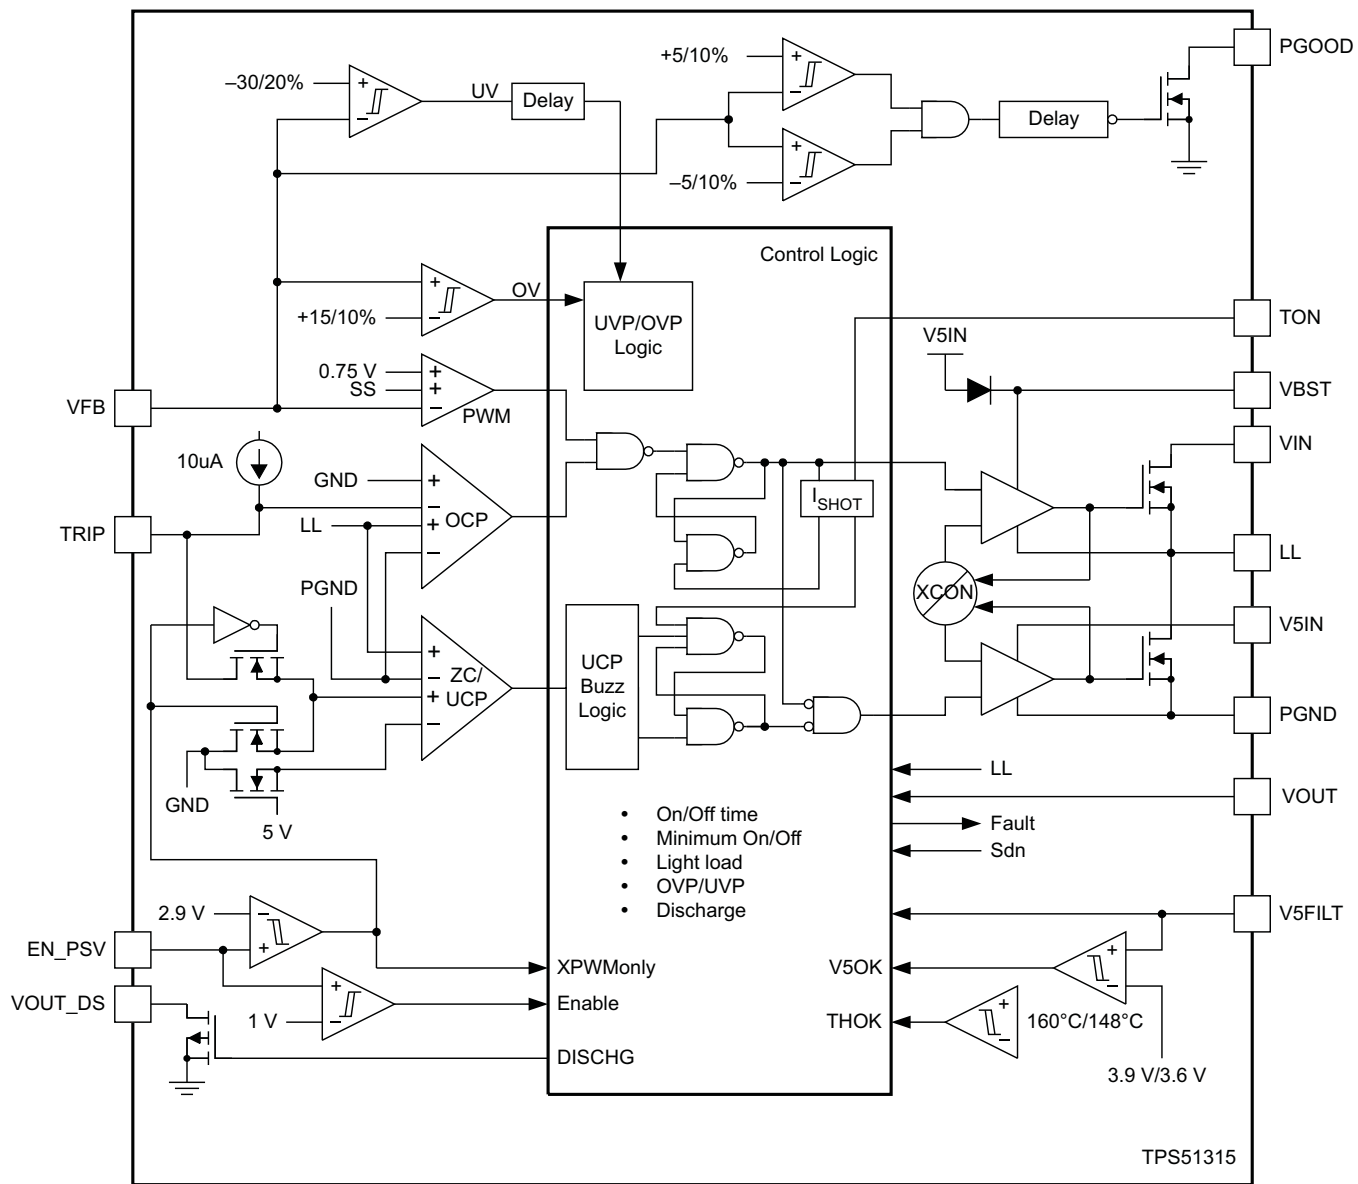 PGOOD
+5/10%
–30/20%
UV
Delay
Delay
–5/10%
Control Logic
OV
+15/10%
UVP/OVP
Logic
TON
V5IN
0.75 V
SS
PWM
VBST
VFB
VIN
10uA
GND
I SHOT
OCP
LL
TRIP
LL
PGND
XCON
V5IN
UCP
Buzz
Logic
ZC/
UCP
PGND
LL
GND
VOUT
5 V
• On/Off time
Fault
• Minimum On/Off
Sdn
• Light load
• OVP/UVP
• Discharge
2.9 V
V5FILT
EN_PSV
XPWMonly
V5OK
VOUT_DS
Enable
1 V
THOK
160°C/148°C
DISCHG
3.9 V/3.6 V
TPS51315